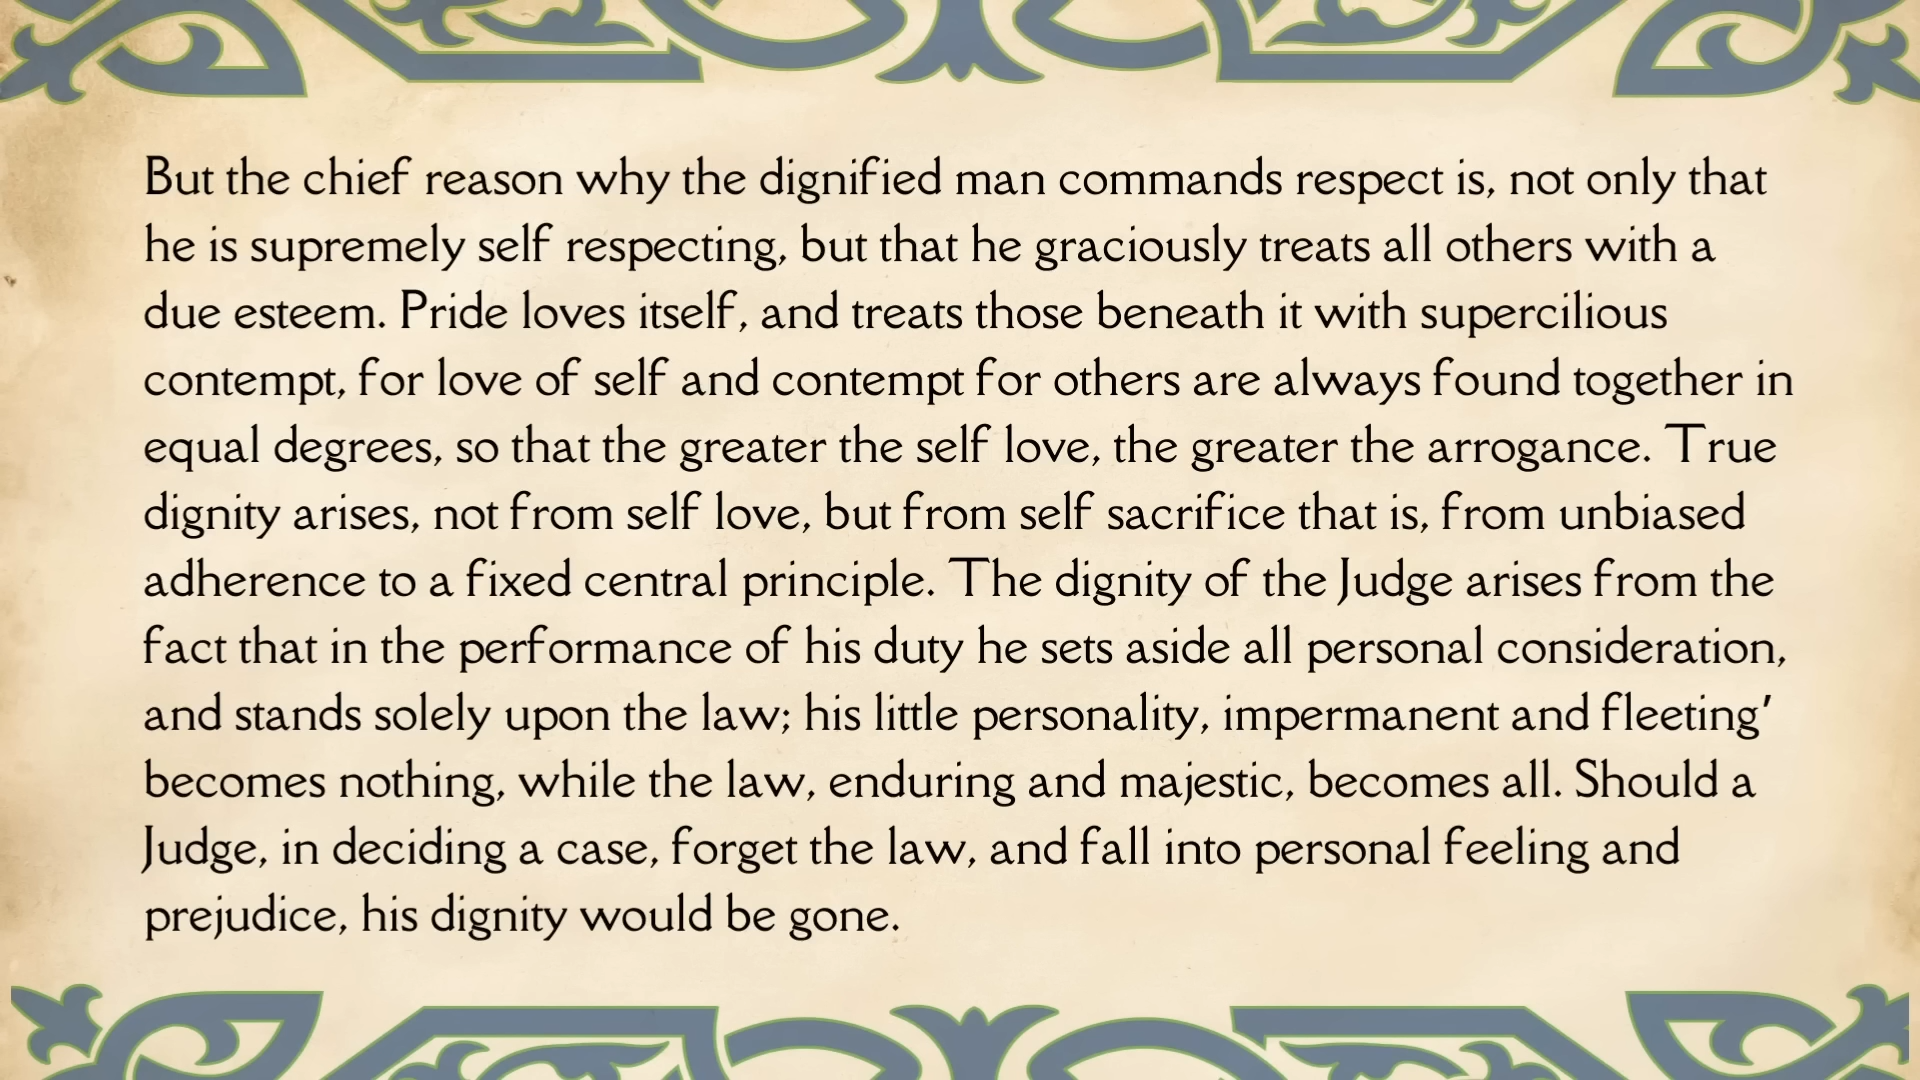 But the chief reason why the dignified man commands respect is, not only that
he is supremely self respecting, but that he graciously treats all others with a
due esteem. Pride loves itself, and treats those beneath it with supercilious
contempt, for love of self and contempt for others are always found together in
equal degrees, so that the greater the self love, the greater the arrogance. True
dignity arises, not from self love, but from self sacrifice that is, from unbiased
adherence to a fixed central principle. The dignity of the Judge arises from the
fact that in the performance of his duty he sets aside all personal consideration,
and stands solely upon the law; his little personality, impermanent and fleeting'
becomes nothing, while the law, enduring and majestic, becomes all. Should a
Judge, in deciding a case, forget the law, and fall into personal feeling and
prejudice, his dignity would be gone.